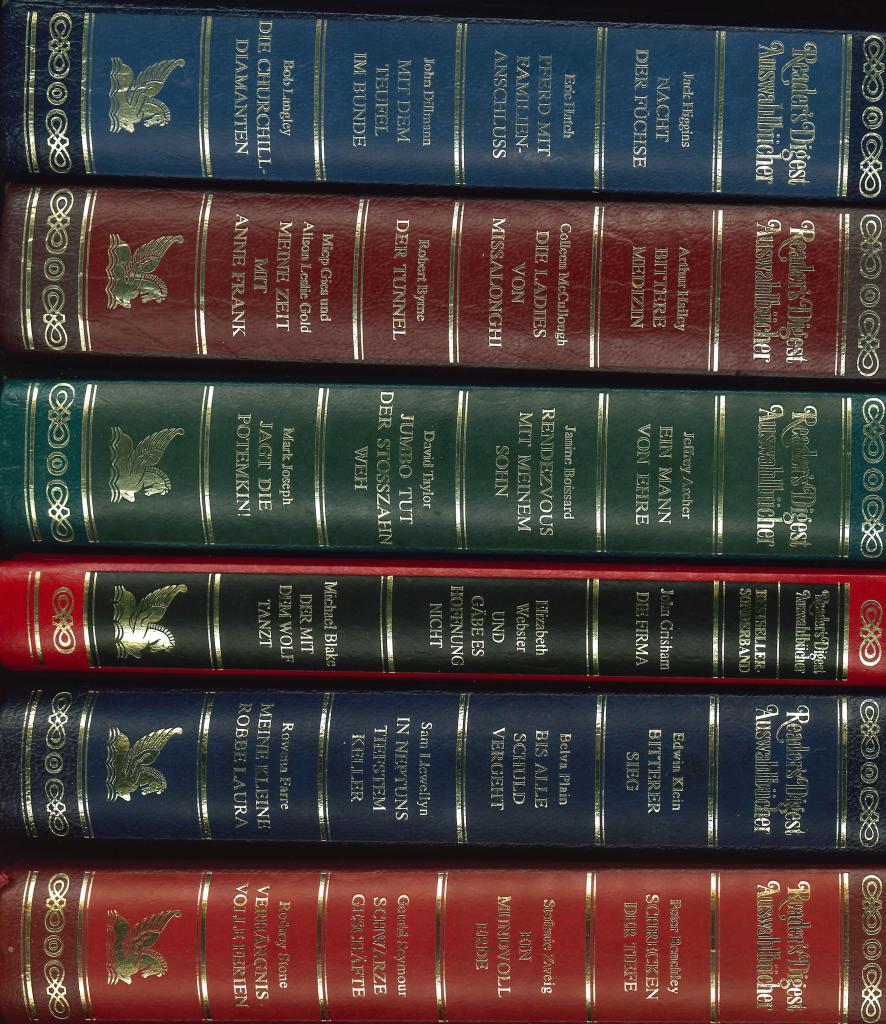 Reader's Digest
Auswahlbücher
Jack Higgins
NACHT
DER FÜCHSE
Eric Hatch
PFERD MIT
FAMILIEN-
ANSCHLUSS
John Dillmann
MIT DEM
TEUFEL
IM BUNDE
Bob Langley
DIE CHURCHILL-
DIAMANTEN
Reader's Digest
Auswahlbücher
Arthur Hailey
BITTERE
MEDIZIN
Colleen McCullough
DIE LADIES
VON
MISSALONGHI
Robert Byrne
DER TUNNEL
Miep Gies und
Alison Leslie Gold
MEINE ZEIT
MIT
ANNE FRANK
Reader's Digest
Auswahlbücher
Jeffrey Archer
EIN MANN
VON EHRE
Janine Boissard
RENDEZVOUS
MIT MEINEM
SOHN
David Taylor
JUMBO TUT
DER STOSSZAHN
WEH
Mark Joseph
JAGT DIE
POTEMKIN!
Reader's Digest
Auswahlbücher
BESTSELLER-
SONDERBAND
John Grisham
DIE FIRMA
Elizabeth
Webster
UND
GÄBE ES
HOFFNUNG
NICHT
Michael Blake
DER MIT
DEM WOLF
TANZT
Reader's Digest
Auswahlbücher
Edwin Klein
BITTERER
SIEG
Belva Plain
BIS ALLE
SCHULD
VERGEHT
Sam Llewellyn
IN NEPTUNS
TIEFSTEM
KELLER
Rowena Farre
MEINE KLEINE
ROBBE LAURA
Reader's Digest
Auswahlbücher
Peter Benchley
SCHRECKEN
DER TIEFE
Stefanie Zweig
EIN
MUNDVOLL
ERDE
Gerald Seymour
SCHWARZE
GESCHÄFTE
Rodney Stone
VERHÄNGNIS-
VOLLE FERIEN